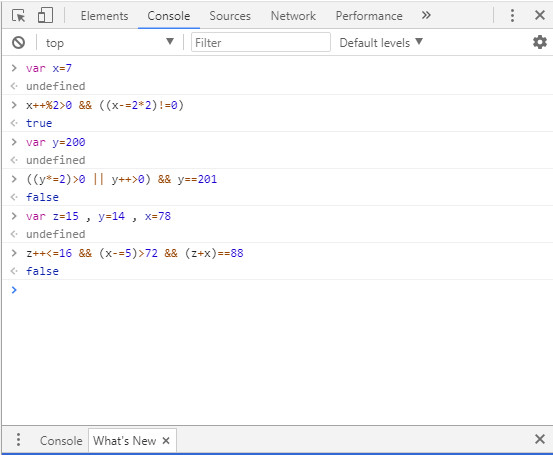 Elements Console Sources Network Performance »
top ▼ Filter Default levels ▼
> var x=7
<· undefined
> x++%2>0 && ((x-=2*2)!=0)
<· true
> var y=200
<· undefined
> ((y*=2)>0 || y++>0) && y==201
<· false
> var z=15 , y=14 , x=78
<· undefined
> z++<=16 && (x-=5)>72 && (z+x)==88
<· false
>
Console What's New ×